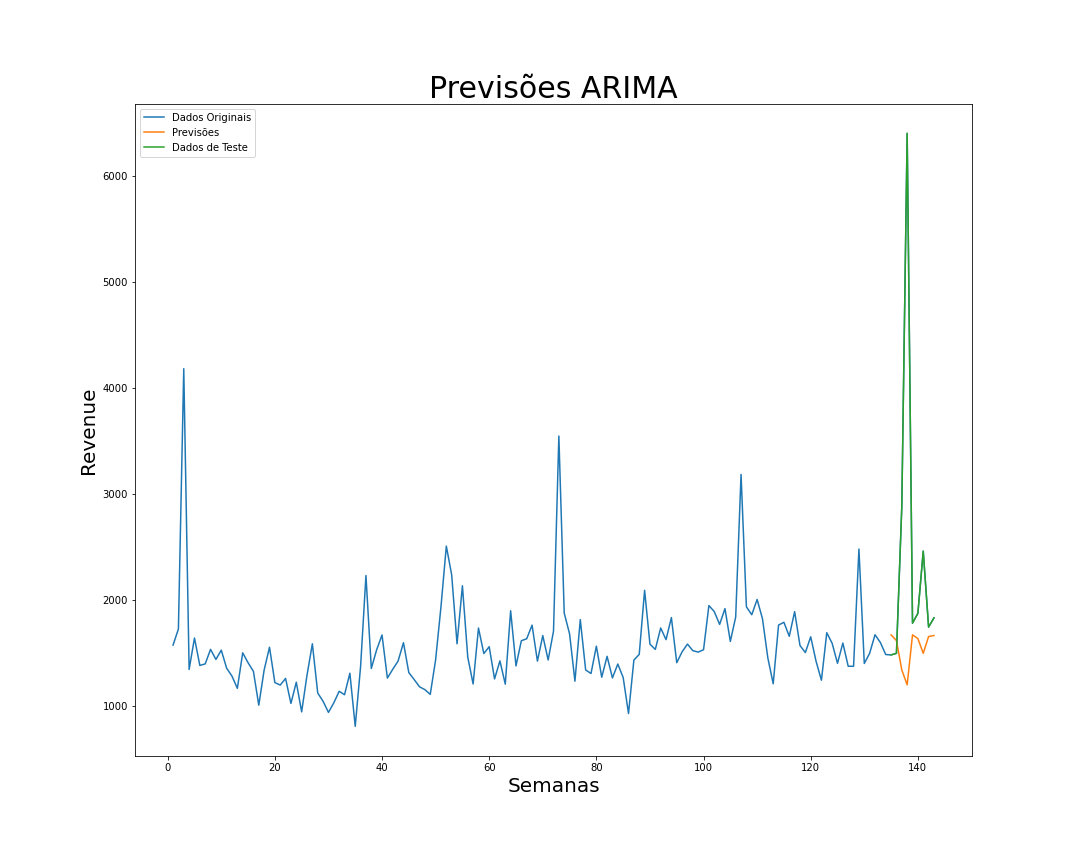 Previsões ARIMA
Dados Originais
Previsões
Dados de Teste
Revenue
6000
5000
4000
3000
2000
1000
0 20 40 60 80 100 120 140
Semanas